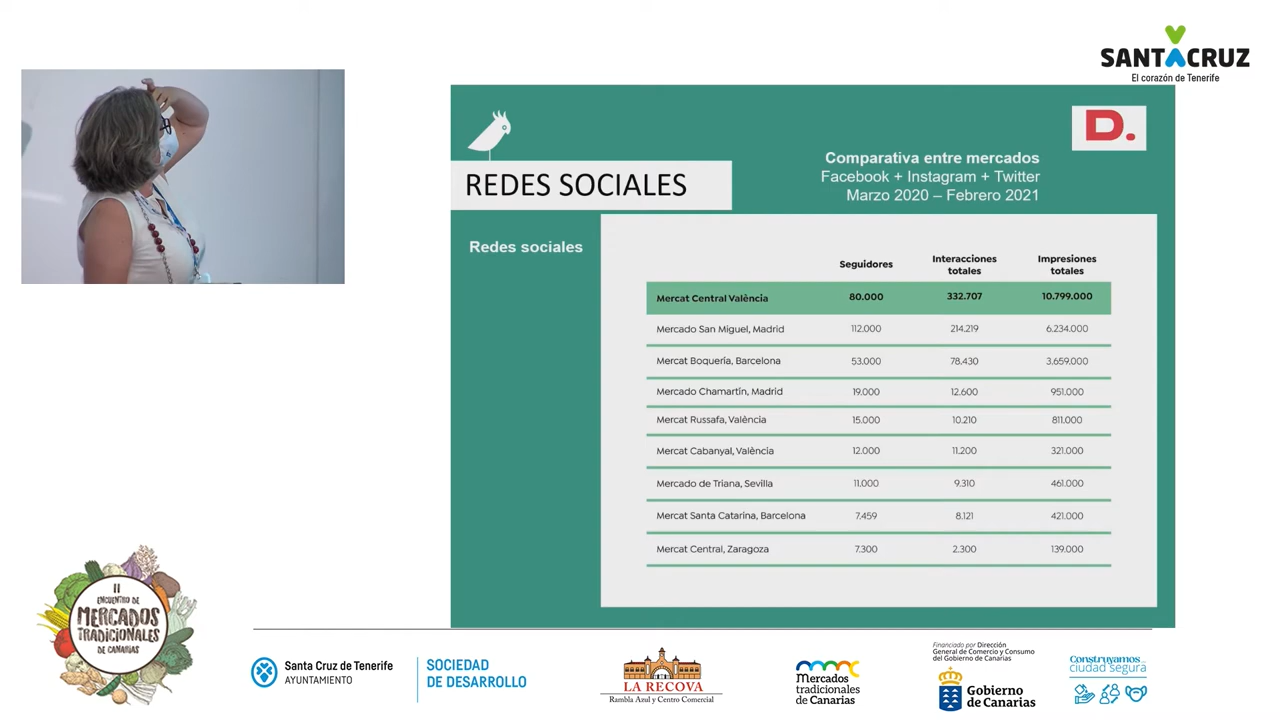 SANTACRUZ
El corazón de Tenerife
D.
REDES SOCIALES
Comparativa entre mercados
Facebook + Instagram + Twitter
Marzo 2020 – Febrero 2021
Redes sociales
Seguidores Interacciones totales Impresiones totales
Mercat Central València 80.000 332.707 10.799.000
Mercado San Miguel, Madrid 112.000 214.219 6.234.000
Mercat Boquería, Barcelona 53.000 78.430 3.659.000
Mercado Chamartín, Madrid 19.000 12.600 951.000
Mercat Russafa, València 15.000 10.210 811.000
Mercat Cabanyal, València 12.000 11.200 321.000
Mercado de Triana, Sevilla 11.000 9.310 461.000
Mercat Santa Catarina, Barcelona 7.459 8.121 421.000
Mercat Central, Zaragoza 7.300 2.300 139.000
II
ENCUENTRO DE
MERCADOS
TRADICIONALES
DE CANARIAS
Santa Cruz de Tenerife
AYUNTAMIENTO
SOCIEDAD
DE DESARROLLO
LA RECOVA
Rambla Azul y Centro Comercial
Mercados
tradicionales
de Canarias
Financiado por Dirección
General de Comercio y Consumo
del Gobierno de Canarias
Gobierno
de Canarias
Construyamos...
ciudad segura